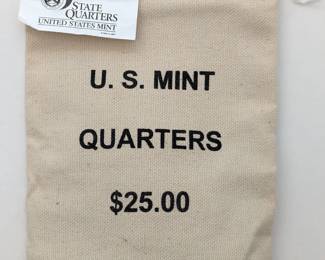 STATE
QUARTERS
UNITED STATES MINT
U. S. MINT
QUARTERS
$25.00